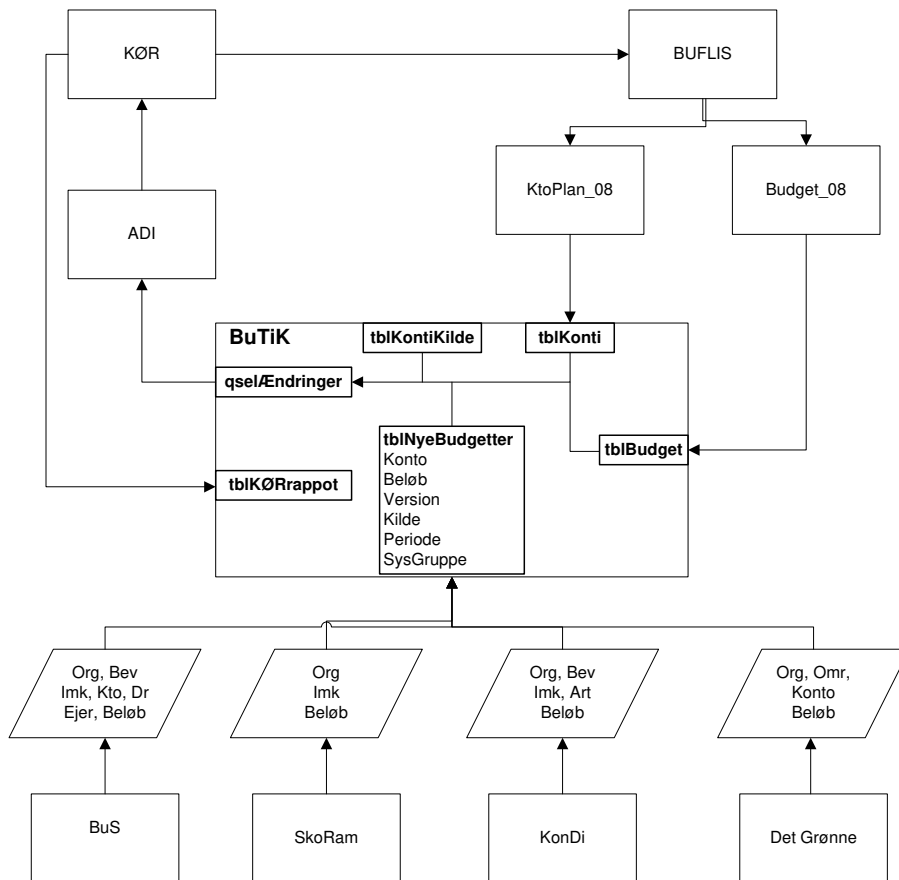 KØR
BUFLIS
KtoPlan_08
Budget_08
ADI
BuTiK
tblKontiKilde
tblKonti
qselÆndringer
tblNyeBudgetter
Konto
Beløb
Version
Kilde
Periode
SysGruppe
tblBudget
tblKØRrappot
Org, Bev
Imk, Kto, Dr
Ejer, Beløb
Org
Imk
Beløb
Org, Bev
Imk, Art
Beløb
Org, Omr,
Konto
Beløb
BuS
SkoRam
KonDi
Det Grønne